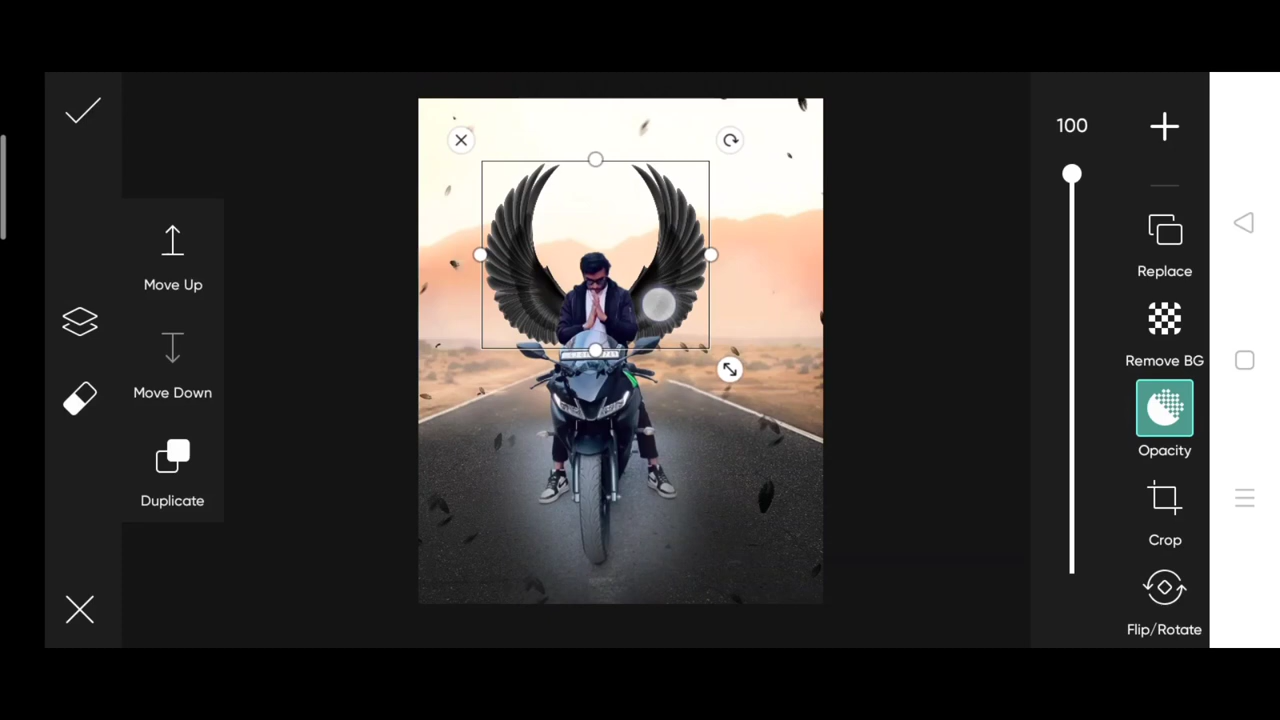 100
Replace
Remove BG
Opacity
Crop
Flip/Rotate
Move Up
Move Down
Duplicate